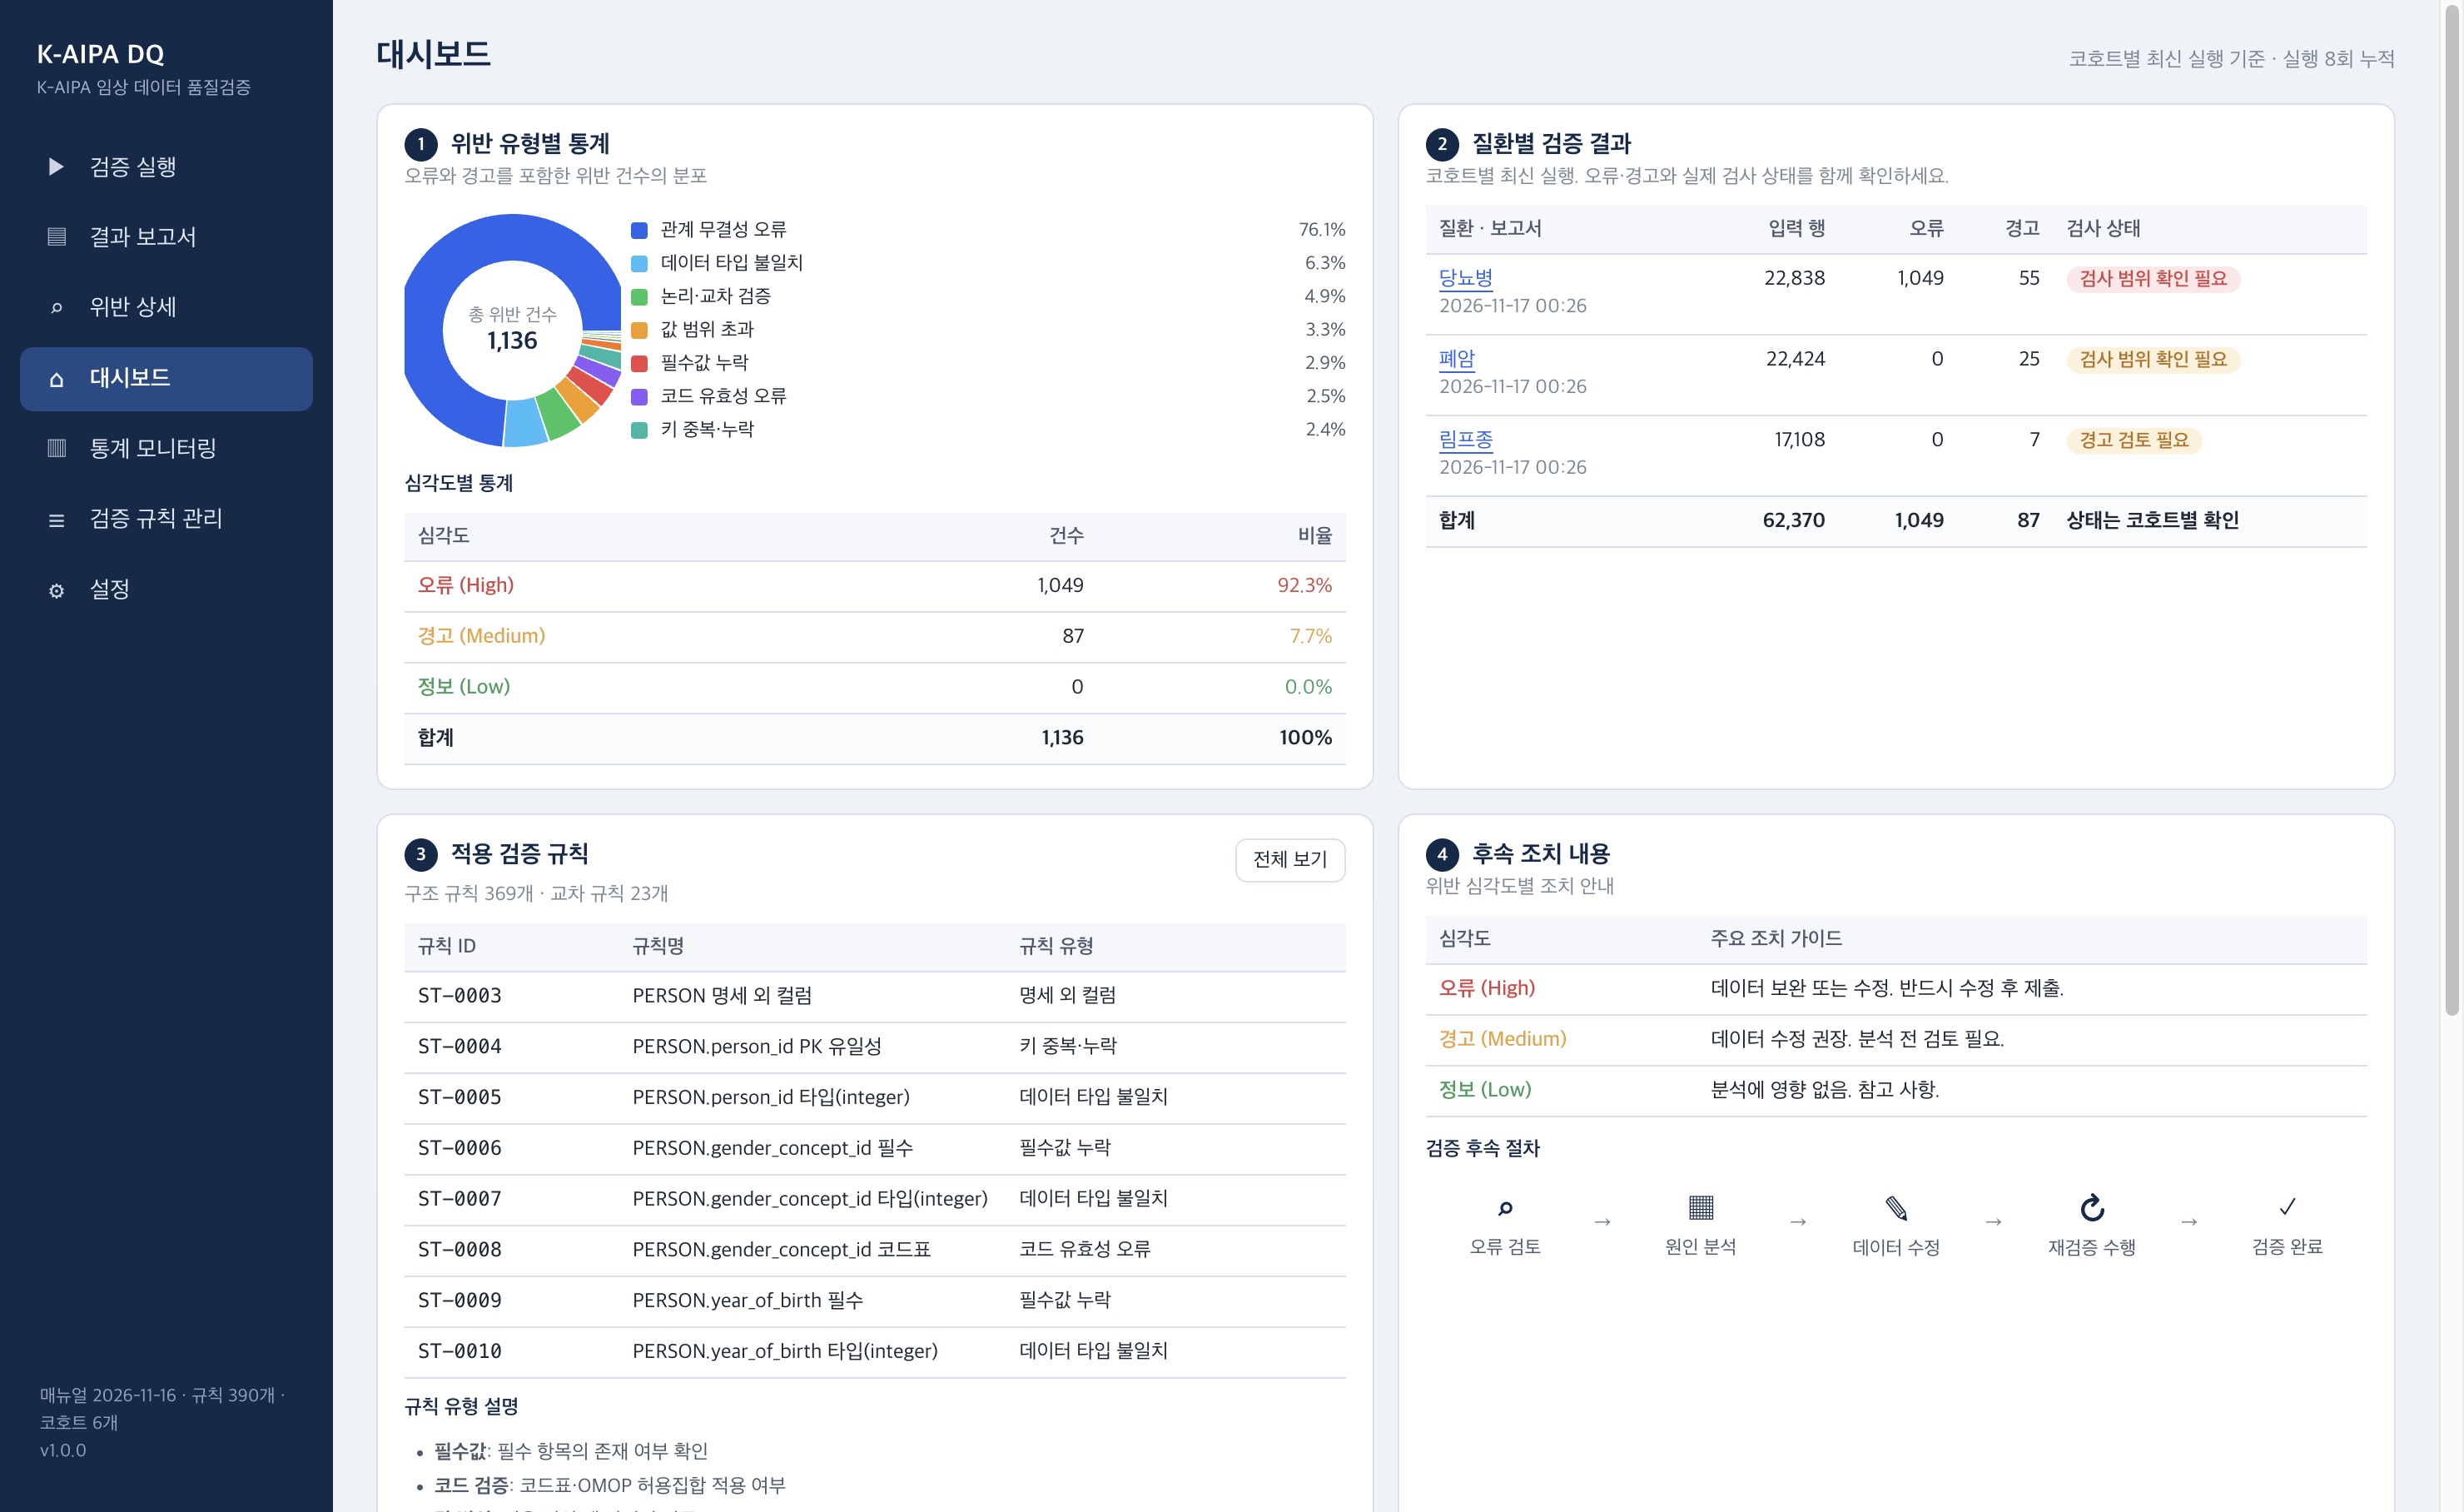 K-AIPA DQ
K-AIPA 임상 데이터 품질검증
검증 실행
결과 보고서
위반 상세
대시보드
통계 모니터링
검증 규칙 관리
설정
매뉴얼 2026-11-16 · 규칙 390개 ·
코호트 6개
v1.0.0
대시보드
코호트별 최신 실행 기준 · 실행 8회 누적
1 위반 유형별 통계
오류와 경고를 포함한 위반 건수의 분포
총 위반 건수
1,136
관계 무결성 오류 76.1%
데이터 타입 불일치 6.3%
논리·교차 검증 4.9%
값 범위 초과 3.3%
필수값 누락 2.9%
코드 유효성 오류 2.5%
키 중복·누락 2.4%
심각도별 통계
심각도 건수 비율
오류 (High) 1,049 92.3%
경고 (Medium) 87 7.7%
정보 (Low) 0 0.0%
합계 1,136 100%
2 질환별 검증 결과
코호트별 최신 실행. 오류·경고와 실제 검사 상태를 함께 확인하세요.
질환 · 보고서 입력 행 오류 경고 검사 상태
당뇨병 22,838 1,049 55 검사 범위 확인 필요
2026-11-17 00:26
폐암 22,424 0 25 검사 범위 확인 필요
2026-11-17 00:26
림프종 17,108 0 7 경고 검토 필요
2026-11-17 00:26
합계 62,370 1,049 87 상태는 코호트별 확인
3 적용 검증 규칙
전체 보기
구조 규칙 369개 · 교차 규칙 23개
규칙 ID 규칙명 규칙 유형
ST-0003 PERSON 명세 외 컬럼 명세 외 컬럼
ST-0004 PERSON.person_id PK 유일성 키 중복·누락
ST-0005 PERSON.person_id 타입(integer) 데이터 타입 불일치
ST-0006 PERSON.gender_concept_id 필수 필수값 누락
ST-0007 PERSON.gender_concept_id 타입(integer) 데이터 타입 불일치
ST-0008 PERSON.gender_concept_id 코드표 코드 유효성 오류
ST-0009 PERSON.year_of_birth 필수 필수값 누락
ST-0010 PERSON.year_of_birth 타입(integer) 데이터 타입 불일치
규칙 유형 설명
• 필수값: 필수 항목의 존재 여부 확인
• 코드 검증: 코드표·OMOP 허용집합 적용 여부
4 후속 조치 내용
위반 심각도별 조치 안내
심각도 주요 조치 가이드
오류 (High) 데이터 보완 또는 수정. 반드시 수정 후 제출.
경고 (Medium) 데이터 수정 권장. 분석 전 검토 필요.
정보 (Low) 분석에 영향 없음. 참고 사항.
검증 후속 절차
→ → → →
오류 검토 원인 분석 데이터 수정 재검증 수행 검증 완료